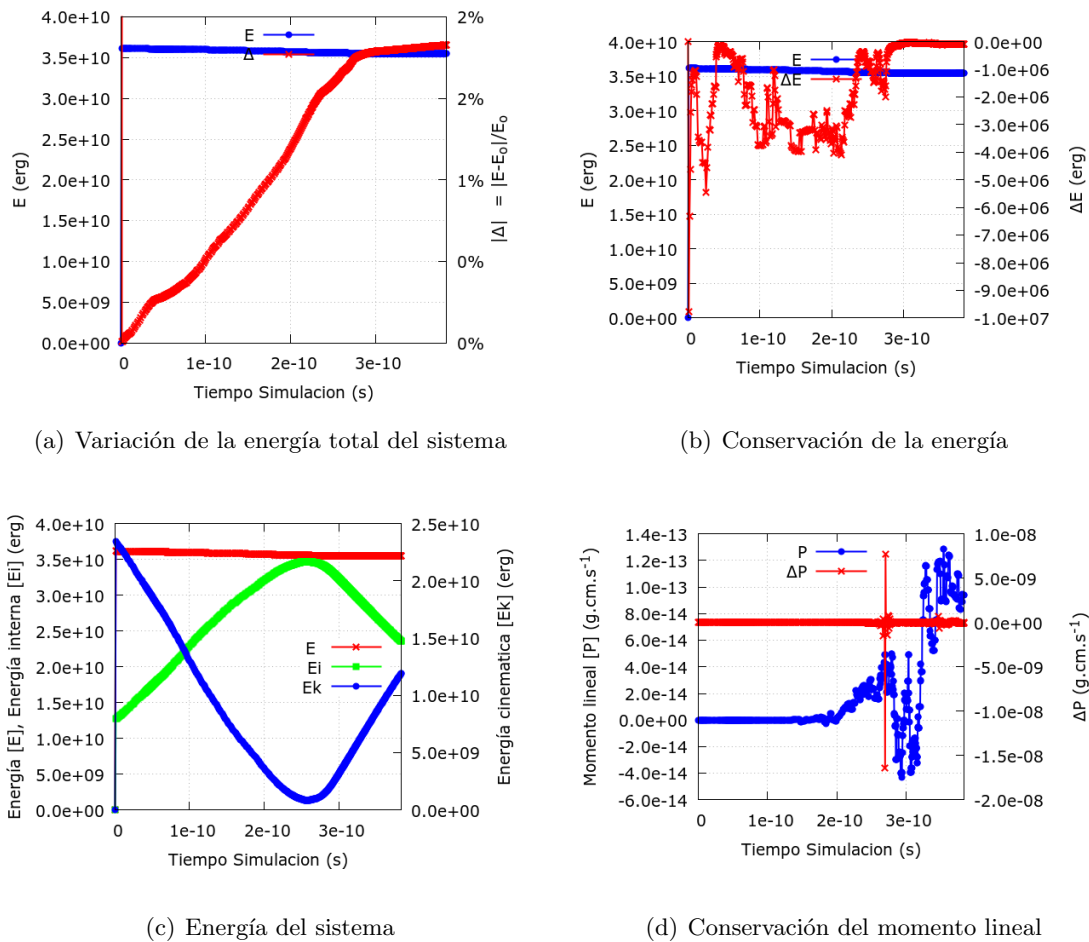 4.0e+10
3.5e+10
3.0e+10
2.5e+10
2.0e+10
1.5e+10
1.0e+10
5.0e+09
0.0e+00
E (erg)
E
Δ
2%
2%
1%
0%
0%
|Δ| = |E-Eo|/Eo
0 1e-10 2e-10 3e-10
Tiempo Simulacion (s)
(a) Variación de la energía total del sistema
4.0e+10
3.5e+10
3.0e+10
2.5e+10
2.0e+10
1.5e+10
1.0e+10
5.0e+09
0.0e+00
E (erg)
E
ΔE
0.0e+00
-1.0e+06
-2.0e+06
-3.0e+06
-4.0e+06
-5.0e+06
-6.0e+06
-7.0e+06
-8.0e+06
-9.0e+06
-1.0e+07
ΔE (erg)
0 1e-10 2e-10 3e-10
Tiempo Simulacion (s)
(b) Conservación de la energía
4.0e+10
3.5e+10
3.0e+10
2.5e+10
2.0e+10
1.5e+10
1.0e+10
5.0e+09
0.0e+00
Energía [E], Energía interna [Ei] (erg)
E
Ei
Ek
2.5e+10
2.0e+10
1.5e+10
1.0e+10
5.0e+09
0.0e+00
Energía cinematica [Ek] (erg)
0 1e-10 2e-10 3e-10
Tiempo Simulacion (s)
(c) Energía del sistema
1.4e-13
1.2e-13
1.0e-13
8.0e-14
6.0e-14
4.0e-14
2.0e-14
0.0e+00
-2.0e-14
-4.0e-14
-6.0e-14
Momento lineal [P] (g.cm.s⁻¹)
P
ΔP
1.0e-08
5.0e-09
0.0e+00
-5.0e-09
-1.0e-08
-1.5e-08
-2.0e-08
ΔP (g.cm.s⁻¹)
0 1e-10 2e-10 3e-10
Tiempo Simulacion (s)
(d) Conservación del momento lineal